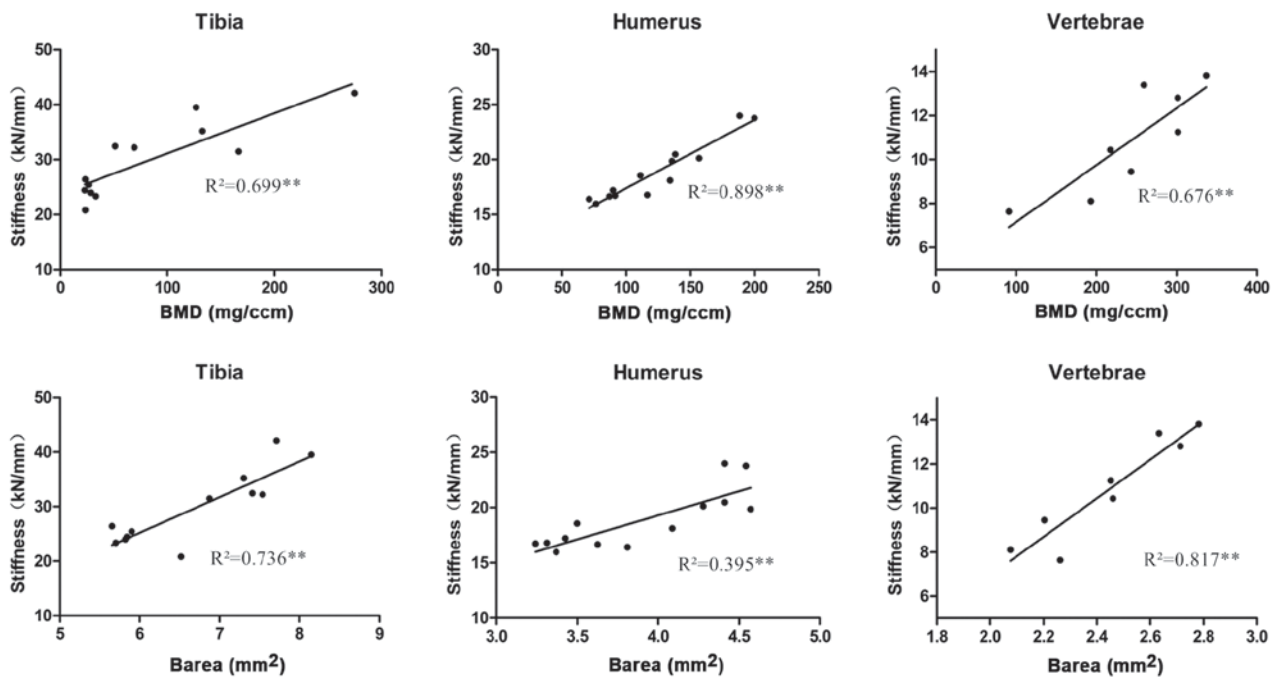 Tibia
Stiffness (kN/mm)
50
40
30
20
10
R²=0.699**
0 100 200 300
BMD (mg/ccm)
Humerus
Stiffness (kN/mm)
30
25
20
15
10
R²=0.898**
0 50 100 150 200 250
BMD (mg/ccm)
Vertebrae
Stiffness (kN/mm)
14
12
10
8
6
R²=0.676**
0 100 200 300 400
BMD (mg/ccm)
Tibia
Stiffness (kN/mm)
50
40
30
20
10
R²=0.736**
5 6 7 8 9
Barea (mm²)
Humerus
Stiffness (kN/mm)
30
25
20
15
10
R²=0.395**
3.0 3.5 4.0 4.5 5.0
Barea (mm²)
Vertebrae
Stiffness (kN/mm)
14
12
10
8
6
R²=0.817**
1.8 2.0 2.2 2.4 2.6 2.8 3.0
Barea (mm²)